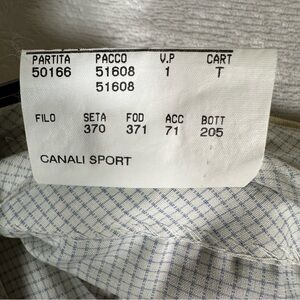 PARTITA PACCO V.P CART
50166 51608 1 T
51608
FILO SETA FOD ACC BOTT
370 371 71 205
CANALI SPORT